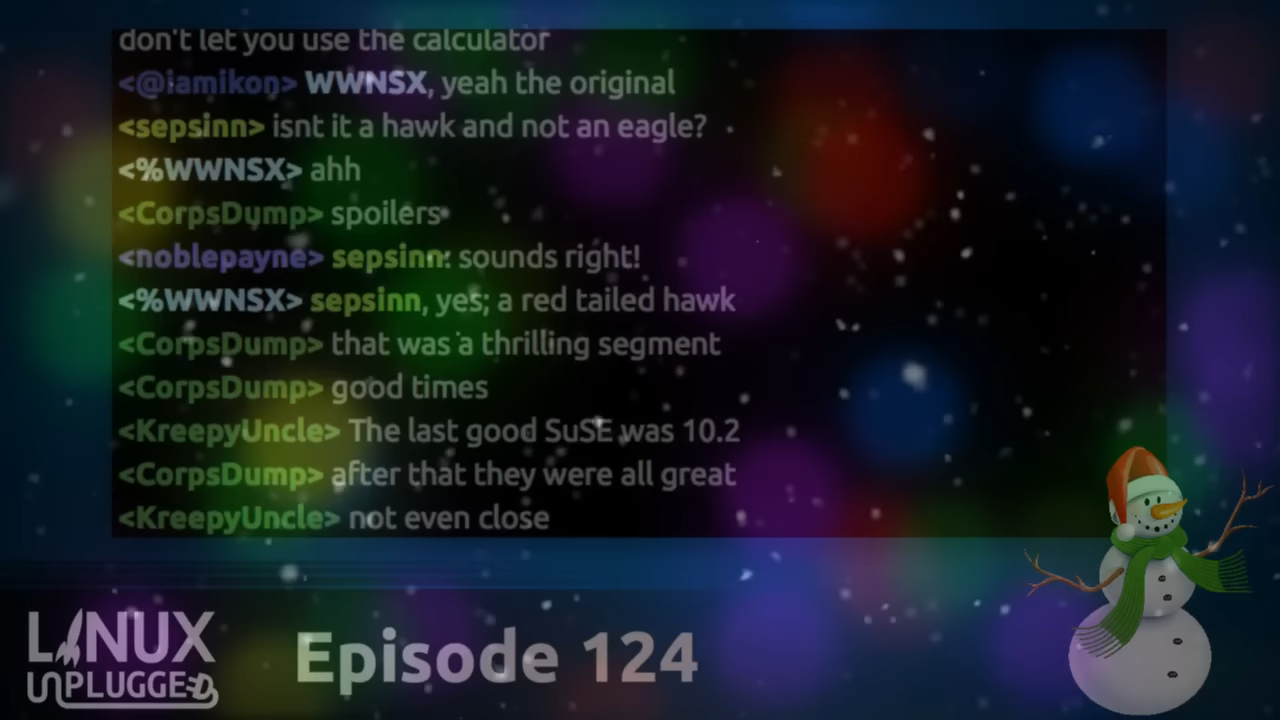 don't let you use the calculator
<@iamikon> WWNSX, yeah the original
<sepsinn> isnt it a hawk and not an eagle?
<%WWNSX> ahh
<CorpsDump> spoilers
<noblepayne> sepsinn: sounds right!
<%WWNSX> sepsinn, yes; a red tailed hawk
<CorpsDump> that was a thrilling segment
<CorpsDump> good times
<KreepyUncle> The last good SuSE was 10.2
<CorpsDump> after that they were all great
<KreepyUncle> not even close
LINUX
UNPLUGGED
Episode 124